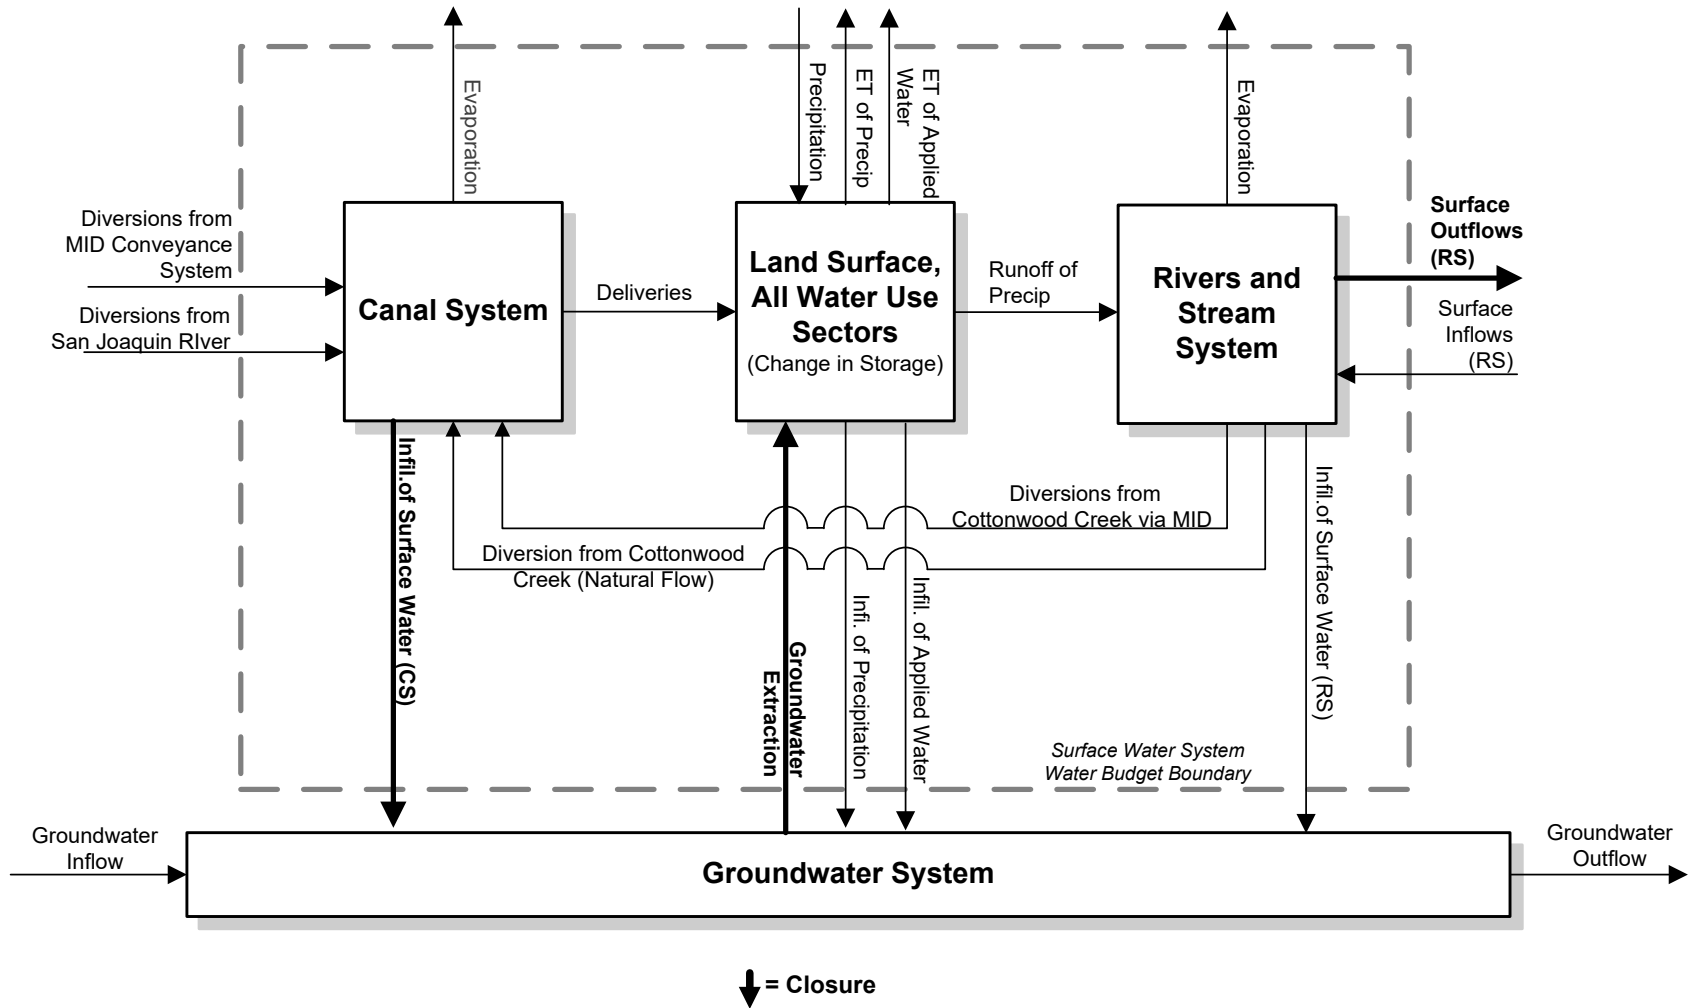 Evaporation
Precipitation
ET of Precip
ET of Applied
Water
Evaporation
Diversions from
MID Conveyance
System
Diversions from
San Joaquin RIver
Canal System
Deliveries
Land Surface,
All Water Use
Sectors
(Change in Storage)
Runoff of
Precip
Rivers and
Stream
System
Surface
Outflows
(RS)
Surface
Inflows
(RS)
Infil.of Surface Water (CS)
Diversions from
Cottonwood Creek via MID
Diversion from Cottonwood
Creek (Natural Flow)
Groundwater
Extraction
Infi. of Precipitation
Infil. of Applied Water
Infil.of Surface Water (RS)
Surface Water System
Water Budget Boundary
Groundwater
Inflow
Groundwater System
Groundwater
Outflow
= Closure